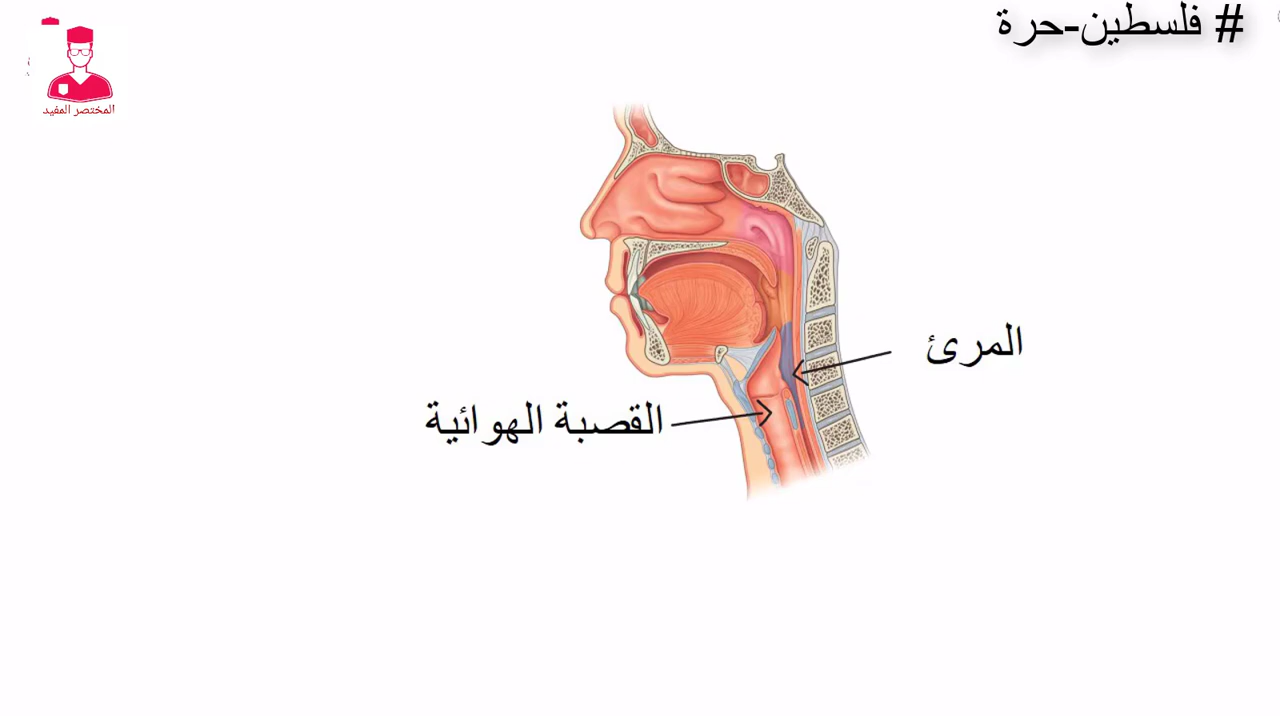 # فلسطين-حرة
المختصر المفيد
المرئ
القصبة الهوائية